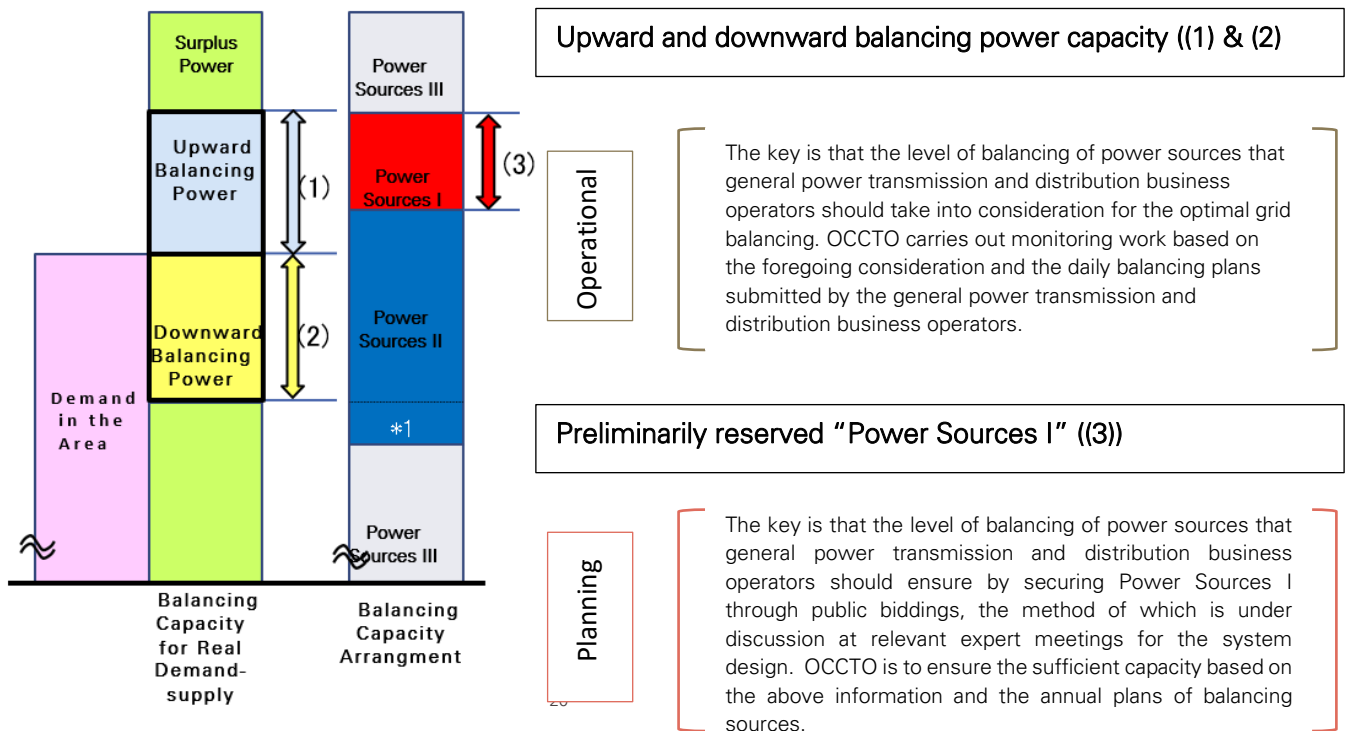 Surplus
Power
Upward
Balancing
Power
(1)
Downward
Balancing
Power
(2)
Demand
in the
Area
Power
Sources III
Power
Sources I
(3)
Power
Sources II
*1
Power
Sources III
Balancing
Capacity
for Real
Demand-
supply
Balancing
Capacity
Arrangment
Upward and downward balancing power capacity ((1) & (2)
Operational
The key is that the level of balancing of power sources that
general power transmission and distribution business
operators should take into consideration for the optimal grid
balancing. OCCTO carries out monitoring work based on
the foregoing consideration and the daily balancing plans
submitted by the general power transmission and
distribution business operators.
Preliminarily reserved “Power Sources I” ((3))
Planning
The key is that the level of balancing of power sources that
general power transmission and distribution business
operators should ensure by securing Power Sources I
through public biddings, the method of which is under
discussion at relevant expert meetings for the system
design. OCCTO is to ensure the sufficient capacity based on
the above information and the annual plans of balancing
sources.